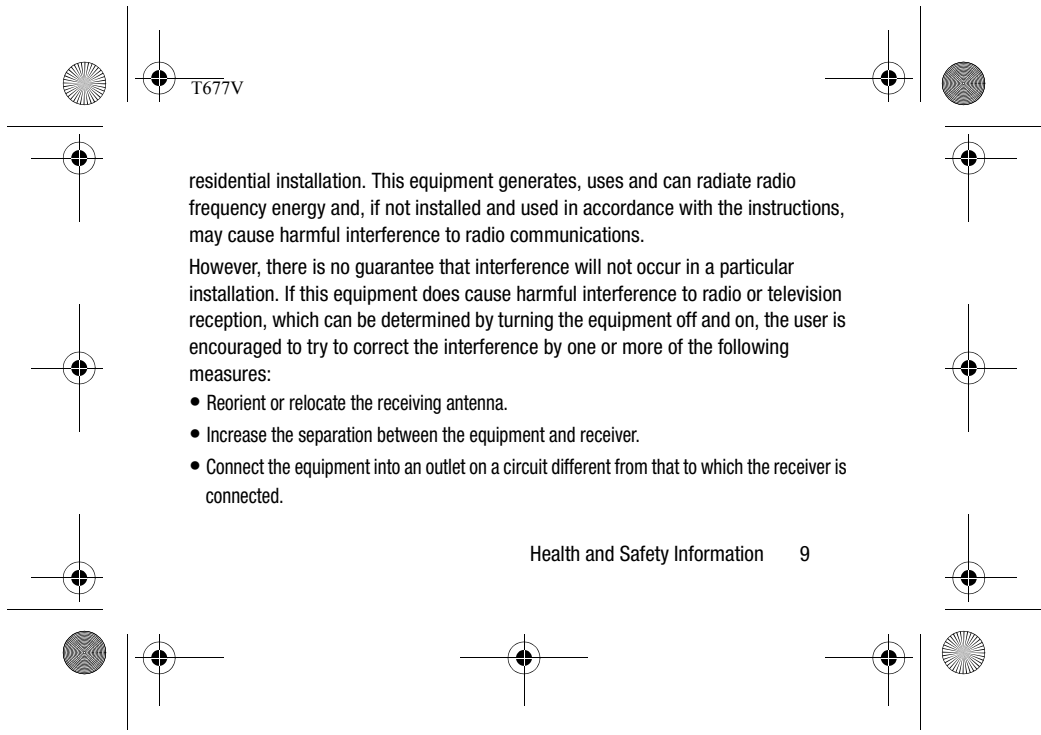 T677V
residential installation. This equipment generates, uses and can radiate radio
frequency energy and, if not installed and used in accordance with the instructions,
may cause harmful interference to radio communications.
However, there is no guarantee that interference will not occur in a particular
installation. If this equipment does cause harmful interference to radio or television
reception, which can be determined by turning the equipment off and on, the user is
encouraged to try to correct the interference by one or more of the following
measures:
• Reorient or relocate the receiving antenna.
• Increase the separation between the equipment and receiver.
• Connect the equipment into an outlet on a circuit different from that to which the receiver is
connected.
Health and Safety Information 9